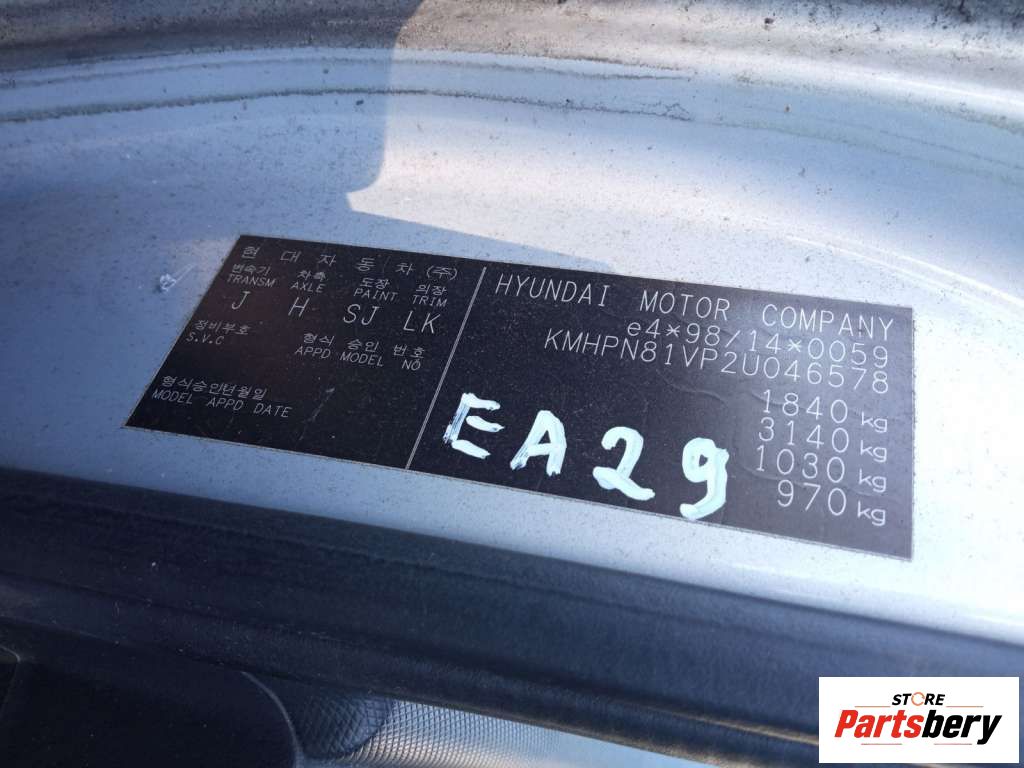 현 대 자 동 차 (주)
변속기 차축 도장 의장
TRANSM AXLE PAINT TRIM
J H SJ LK
정비부호 형식 승인 번호
S.V.C APPD MODEL NO
형식승인년월일
MODEL APPD DATE
HYUNDAI MOTOR COMPANY
e4*98/14*0059
KMHPN81VP2U046578
1840 kg
3140 kg
1030 kg
970 kg
EA29
STORE
Partsbery